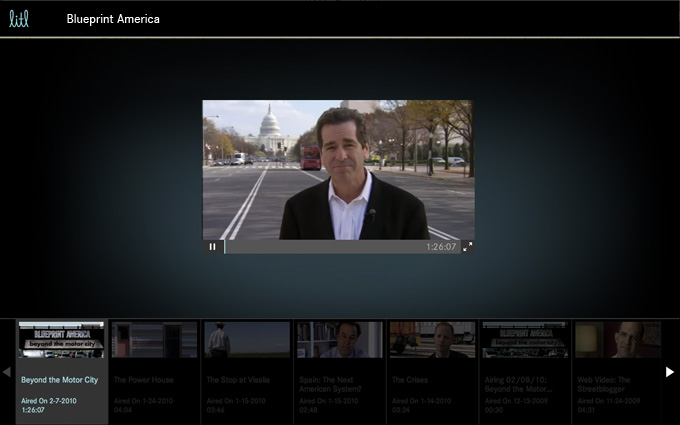 litl
Blueprint America
1:26:07
BLUEPRINT AMERICA
beyond the motor city
Beyond the Motor City
Aired On 2-7-2010
1:26:07
The Power House
Aired On 1-24-2010
04:04
The Stop at Visalia
Aired On 1-15-2010
03:46
Spain: The Next
American System?
Aired On 1-15-2010
02:48
The Crises
Aired On 1-14-2010
03:24
BLUEPRINT AMERICA
beyond the motor city
Airing 02/08/10:
Beyond the Motor...
Aired On 12-13-2009
00:30
Web Video: The
Streetblogger
Aired On 11-24-2009
04:31